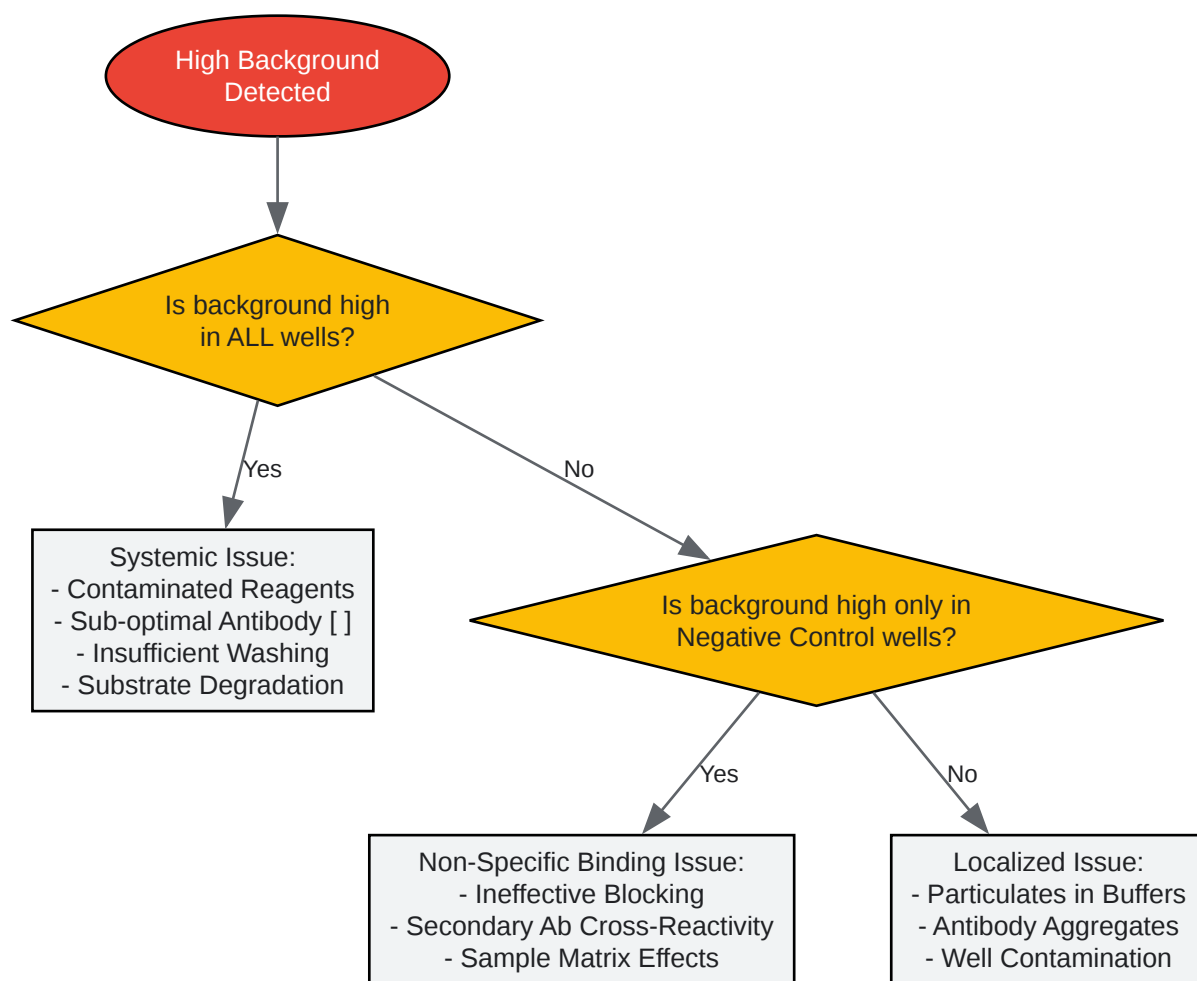 High Background
Detected
Is background high
in ALL wells?
Yes
No
Systemic Issue:
- Contaminated Reagents
- Sub-optimal Antibody [ ]
- Insufficient Washing
- Substrate Degradation
Is background high only in
Negative Control wells?
Yes
No
Non-Specific Binding Issue:
- Ineffective Blocking
- Secondary Ab Cross-Reactivity
- Sample Matrix Effects
Localized Issue:
- Particulates in Buffers
- Antibody Aggregates
- Well Contamination